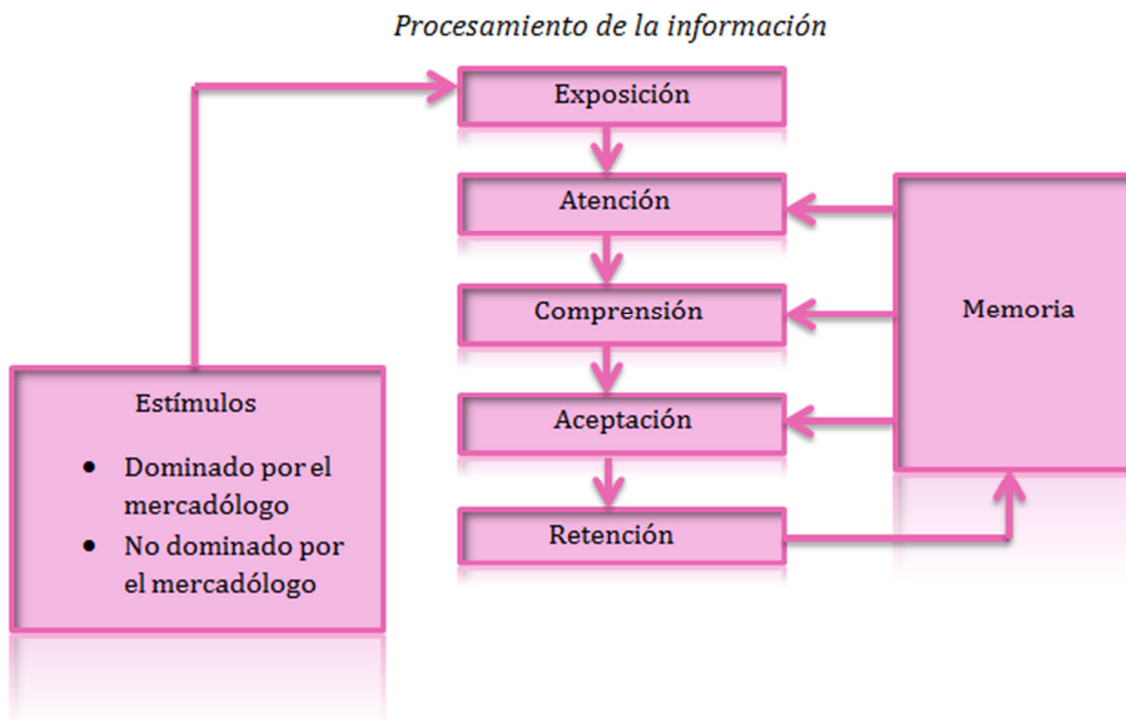 Procesamiento de la información
Exposición
Atención
Comprensión
Memoria
Aceptación
Retención
Estímulos
• Dominado por el
mercadólogo
• No dominado por
el mercadólogo